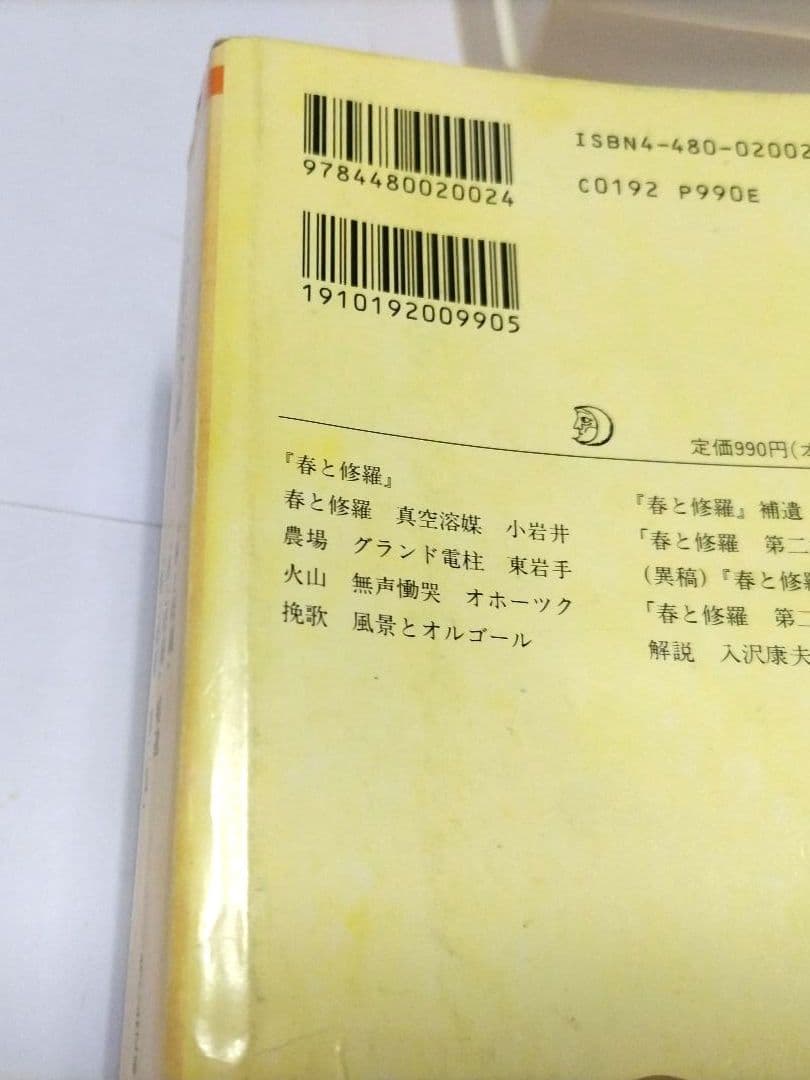 9784480020024
ISBN4-480-02002
C0192 P990E
1910192009905
定価990円(本
『春と修羅』
春と修羅 真空溶媒 小岩井
農場 グランド電柱 東岩手
火山 無声慟哭 オホーツク
挽歌 風景とオルゴール
『春と修羅』補遺
「春と修羅 第二
(異稿)『春と修羅
「春と修羅 第二
解説 入沢康夫